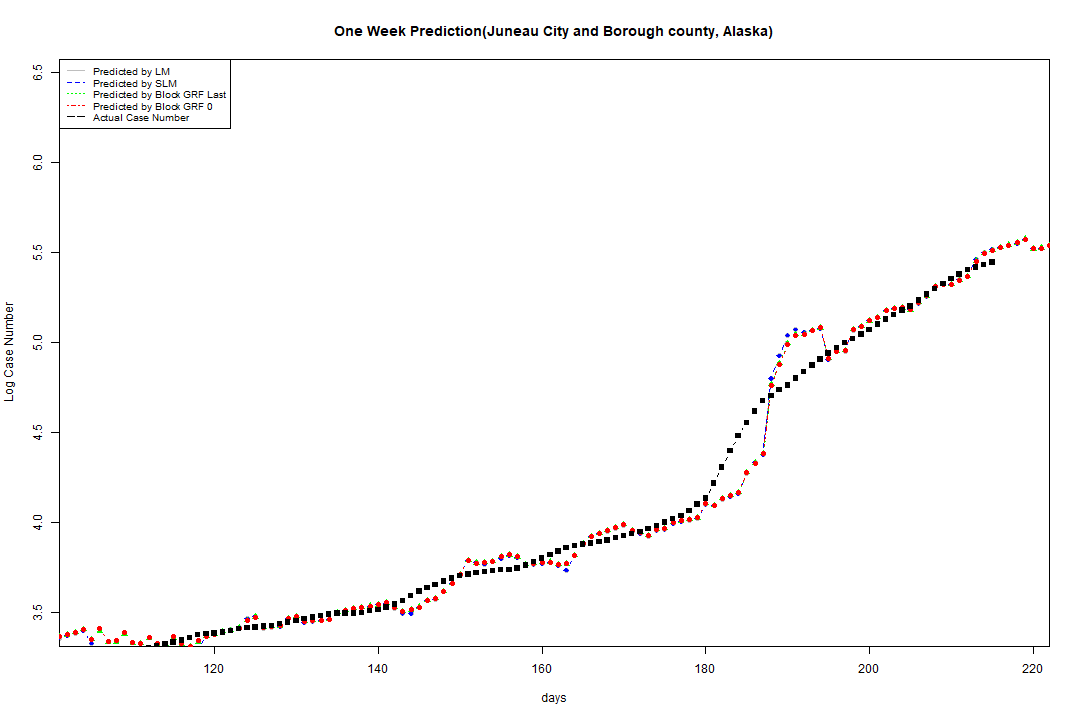 One Week Prediction(Juneau City and Borough county, Alaska)
Predicted by LM
Predicted by SLM
Predicted by Block GRF Last
Predicted by Block GRF 0
Actual Case Number
6.5
6.0
5.5
5.0
4.5
4.0
3.5
Log Case Number
120 140 160 180 200 220
days